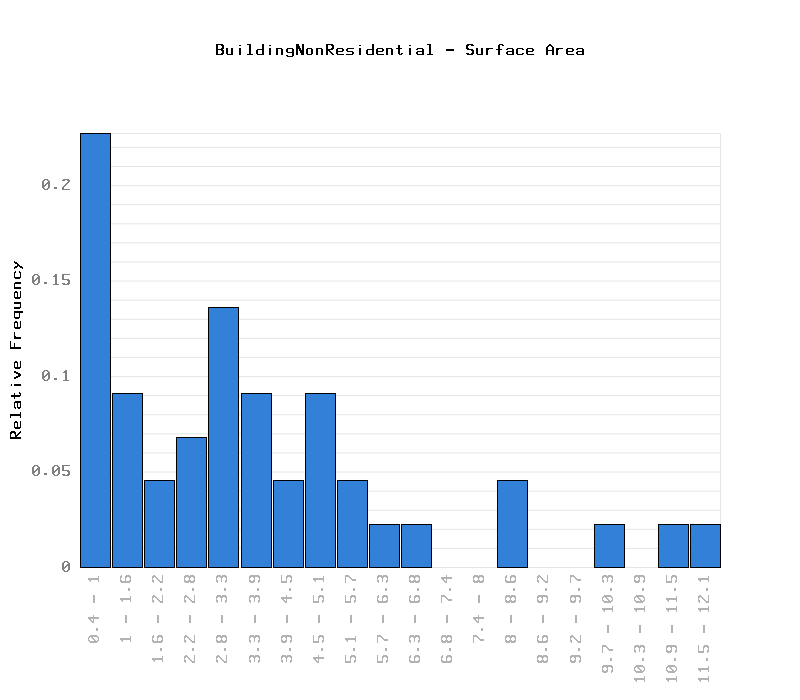 BuildingNonResidential - Surface Area
Relative Frequency
0.2
0.15
0.1
0.05
0
0.4 - 1
1 - 1.6
1.6 - 2.2
2.2 - 2.8
2.8 - 3.3
3.3 - 3.9
3.9 - 4.5
4.5 - 5.1
5.1 - 5.7
5.7 - 6.3
6.3 - 6.8
6.8 - 7.4
7.4 - 8
8 - 8.6
8.6 - 9.2
9.2 - 9.7
9.7 - 10.3
10.3 - 10.9
10.9 - 11.5
11.5 - 12.1